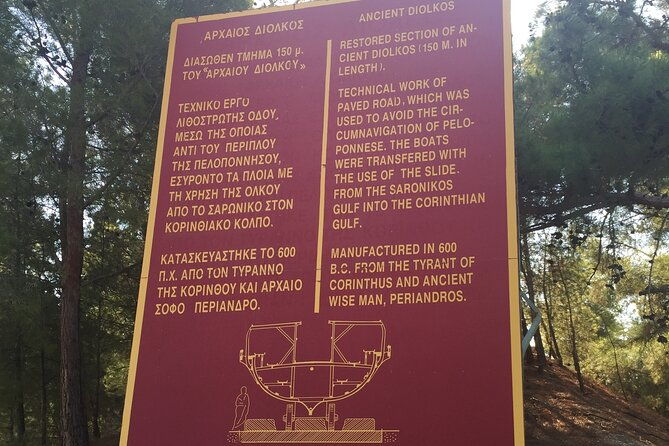 ΑΡΧΑΙΟΣ ΔΙΟΛΚΟΣ
ΔΙΑΣΩΘΕΝ ΤΜΗΜΑ 150 μ.
ΤΟΥ "ΑΡΧΑΙΟΥ ΔΙΟΛΚΟΥ»
ΤΕΧΝΙΚΟ ΕΡΓΟ
ΛΙΘΟΣΤΡΩΤΗΣ ΟΔΟΥ,
ΜΕΣΩ ΤΗΣ ΟΠΟΙΑΣ
ΑΝΤΙ ΤΟΥ ΠΕΡΙΠΛΟΥ
ΤΗΣ ΠΕΛΟΠΟΝΝΗΣΟΥ,
ΕΣΥΡΟΝΤΟ ΤΑ ΠΛΟΙΑ ΜΕ
ΤΗ ΧΡΗΣΗ ΤΗΣ ΟΛΚΟΥ
ΑΠΟ ΤΟ ΣΑΡΩΝΙΚΟ ΣΤΟΝ
ΚΟΡΙΝΘΙΑΚΟ ΚΟΛΠΟ.
ΚΑΤΑΣΚΕΥΑΣΤΗΚΕ ΤΟ 600
Π.Χ. ΑΠΟ ΤΟΝ ΤΥΡΑΝΝΟ
ΤΗΣ ΚΟΡΙΝΘΟΥ ΚΑΙ ΑΡΧΑΙΟ
ΣΟΦΟ ΠΕΡΙΑΝΔΡΟ.
ANCIENT DIOLKOS
RESTORED SECTION OF AN-
CIENT DIOLKOS (150 M. IN
LENGTH).
TECHNICAL WORK OF
PAVED ROAD, WHICH WAS
USED TO AVOID THE CIR-
CUMNAVIGATION OF PELO-
PONNESE. THE BOATS
WERE TRANSFERED WITH
THE USE OF THE SLIDE.
FROM THE SARONIKOS
GULF INTO THE CORINTHIAN
GULF.
MANUFACTURED IN 600
B.C. FROM THE TYRANT OF
CORINTHUS AND ANCIENT
WISE MAN, PERIANDROS.